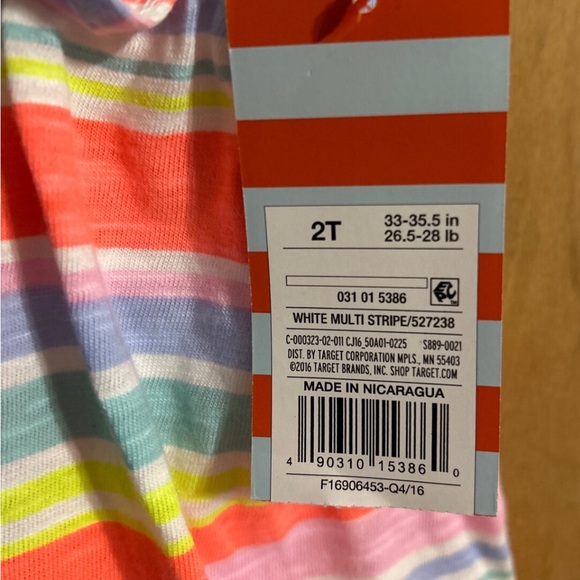 2T
33-35.5 in
26.5-28 lb
031 01 5386
WHITE MULTI STRIPE/527238
C-000323-02-011 CJ16_50A01-0225 S889-0021
DIST. BY TARGET CORPORATION MPLS., MN 55403
©2016 TARGET BRANDS, INC. SHOP TARGET.COM
MADE IN NICARAGUA
4 90310 15386 0
F16906453-Q4/16